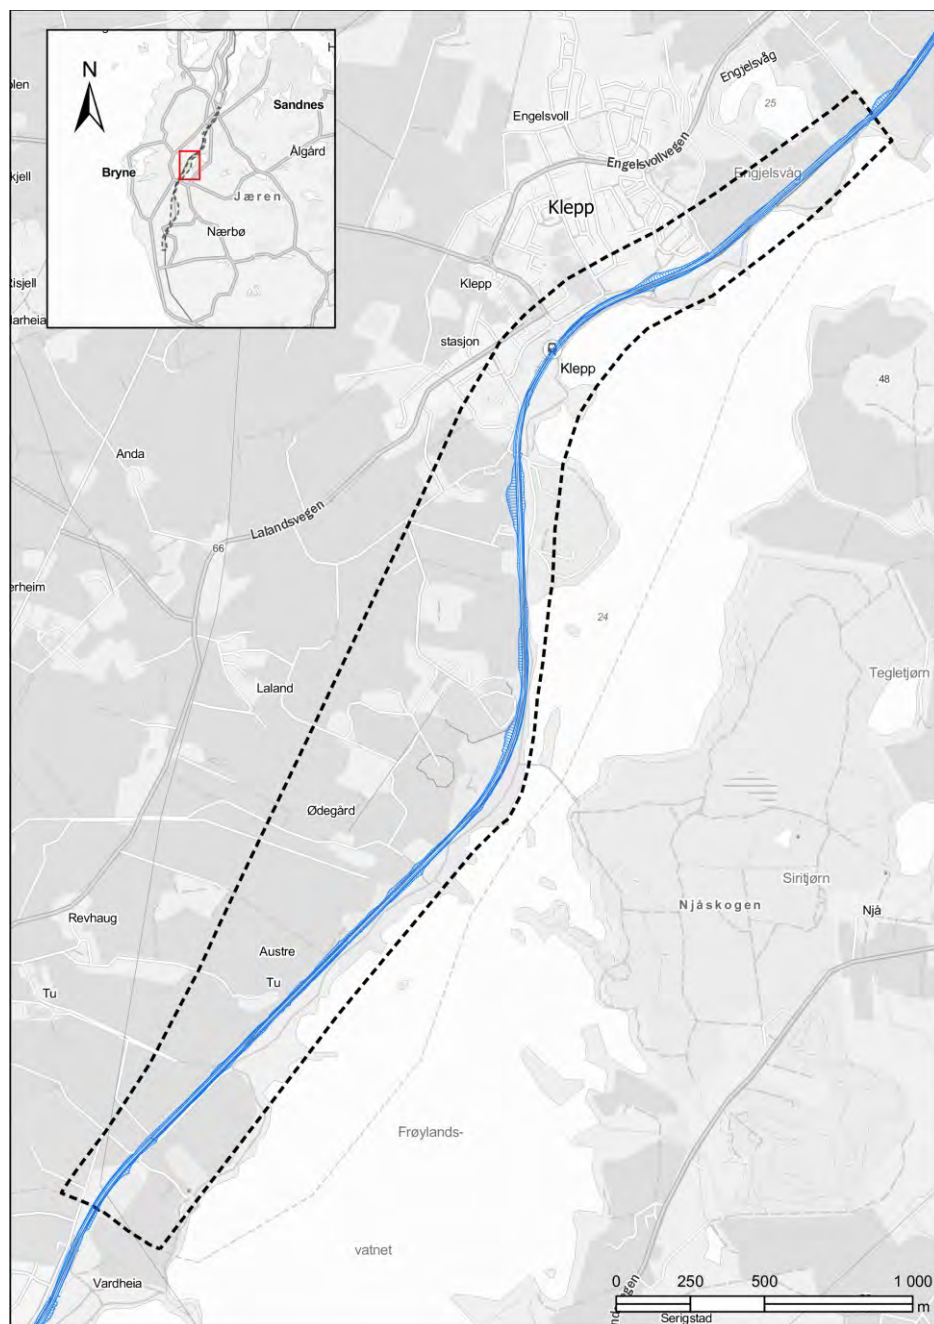 N
Sandnes
Ålgård
Bryne
Jæren
Nærbø
Engjelsvåg
Engelsvoll
25
Engelsvollvegen
Engjelsvåg
Klepp
Klepp
stasjon
Klepp
48
Anda
Lalandsvegen
66
24
Laland
Tegletjørn
Ødegård
Siritjørn
Njåskogen
Njå
Revhaug
Austre
Tu
Tu
Frøylands-
vatnet
Vardheia
0 250 500 1 000
m
Serigstad